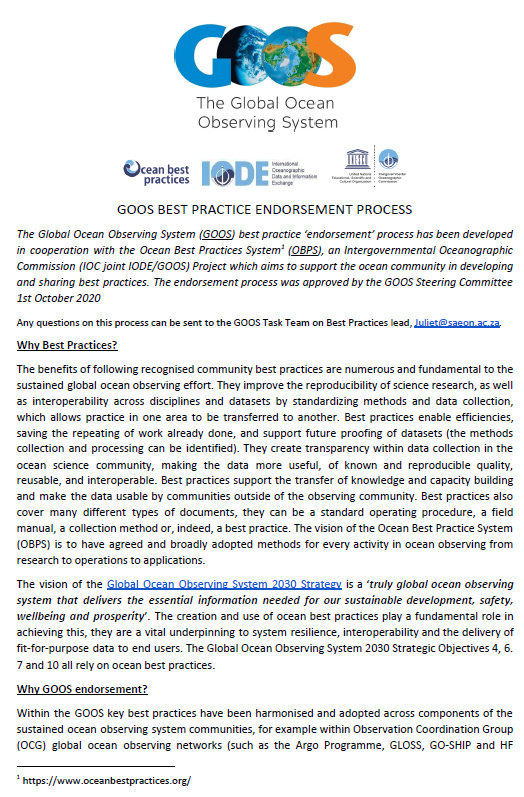 GOOS
The Global Ocean
Observing System
Ocean best
practices
IODE
International
Oceanographic
Data and Information
Exchange
UNESCO
United Nations
Educational, Scientific and
Cultural Organization
Intergovernmental
Oceanographic
Commission
GOOS BEST PRACTICE ENDORSEMENT PROCESS
The Global Ocean Observing System (GOOS) best practice ‘endorsement’ process has been developed
in cooperation with the Ocean Best Practices System1 (OBPS), an Intergovernmental Oceanographic
Commission (IOC joint IODE/GOOS) Project which aims to support the ocean community in developing
and sharing best practices. The endorsement process was approved by the GOOS Steering Committee
1st October 2020
Any questions on this process can be sent to the GOOS Task Team on Best Practices lead, Juliet@saeon.ac.za.
Why Best Practices?
The benefits of following recognised community best practices are numerous and fundamental to the
sustained global ocean observing effort. They improve the reproducibility of science research, as well
as interoperability across disciplines and datasets by standardizing methods and data collection,
which allows practice in one area to be transferred to another. Best practices enable efficiencies,
saving the repeating of work already done, and support future proofing of datasets (the methods
collection and processing can be identified). They create transparency within data collection in the
ocean science community, making the data more useful, of known and reproducible quality,
reusable, and interoperable. Best practices support the transfer of knowledge and capacity building
and make the data usable by communities outside of the observing community. Best practices also
cover many different types of documents, they can be a standard operating procedure, a field
manual, a collection method or, indeed, a best practice. The vision of the Ocean Best Practice System
(OBPS) is to have agreed and broadly adopted methods for every activity in ocean observing from
research to operations to applications.
The vision of the Global Ocean Observing System 2030 Strategy is a ‘truly global ocean observing
system that delivers the essential information needed for our sustainable development, safety,
wellbeing and prosperity’. The creation and use of ocean best practices play a fundamental role in
achieving this, they are a vital underpinning to system resilience, interoperability and the delivery of
fit-for-purpose data to end users. The Global Ocean Observing System 2030 Strategic Objectives 4, 6.
7 and 10 all rely on ocean best practices.
Why GOOS endorsement?
Within the GOOS key best practices have been harmonised and adopted across components of the
sustained ocean observing system communities, for example within Observation Coordination Group
(OCG) global ocean observing networks (such as the Argo Programme, GLOSS, GO-SHIP and HF
1 https://www.oceanbestpractices.org/